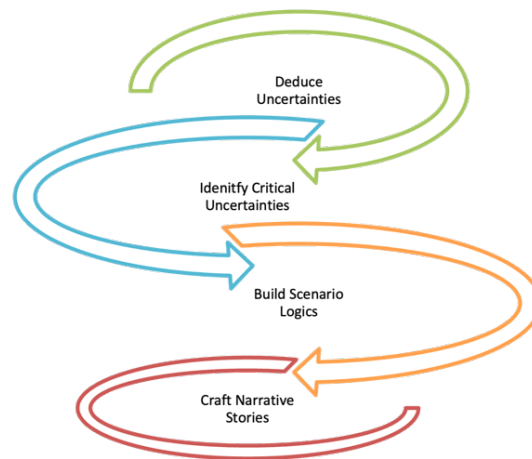 Deduce
Uncertainties
Idenitfy Critical
Uncertainties
Build Scenario
Logics
Craft Narrative
Stories